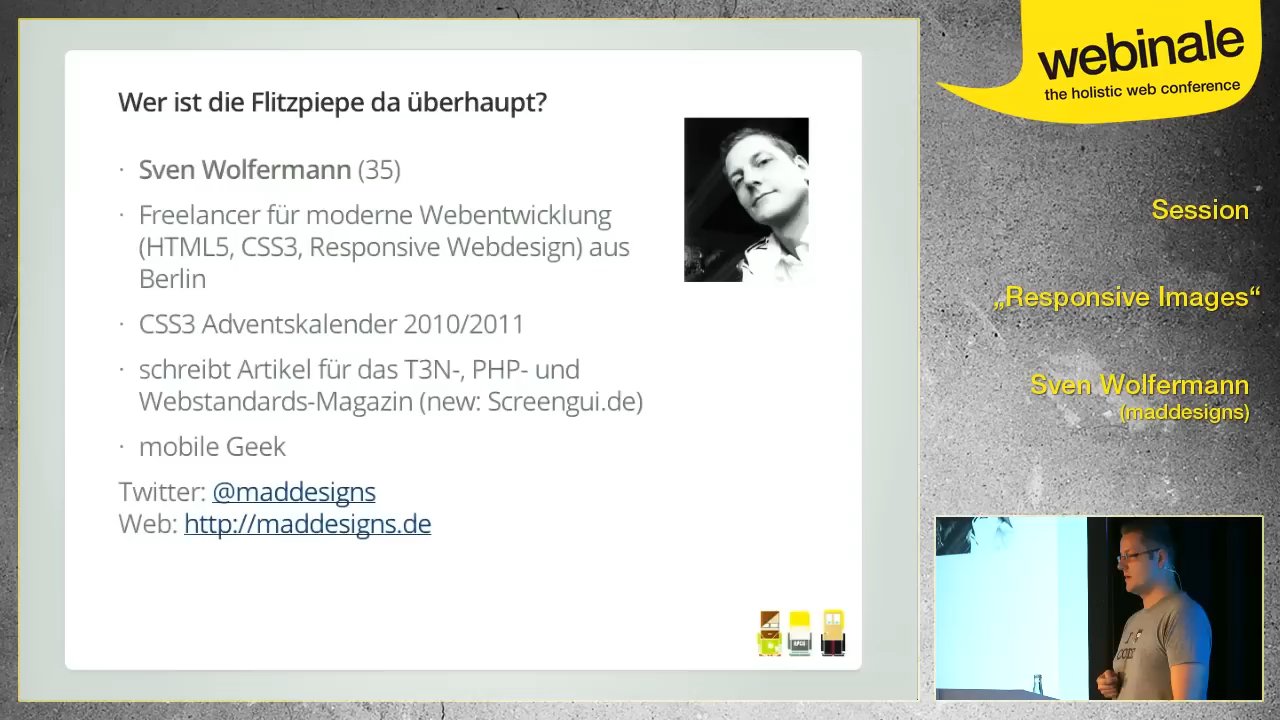 Wer ist die Flitzpiepe da überhaupt?
· Sven Wolfermann (35)
· Freelancer für moderne Webentwicklung
(HTML5, CSS3, Responsive Webdesign) aus
Berlin
· CSS3 Adventskalender 2010/2011
· schreibt Artikel für das T3N-, PHP- und
Webstandards-Magazin (new: Screengui.de)
· mobile Geek
Twitter: @maddesigns
Web: http://maddesigns.de
webinale
the holistic web conference
Session
„Responsive Images“
Sven Wolfermann
(maddesigns)